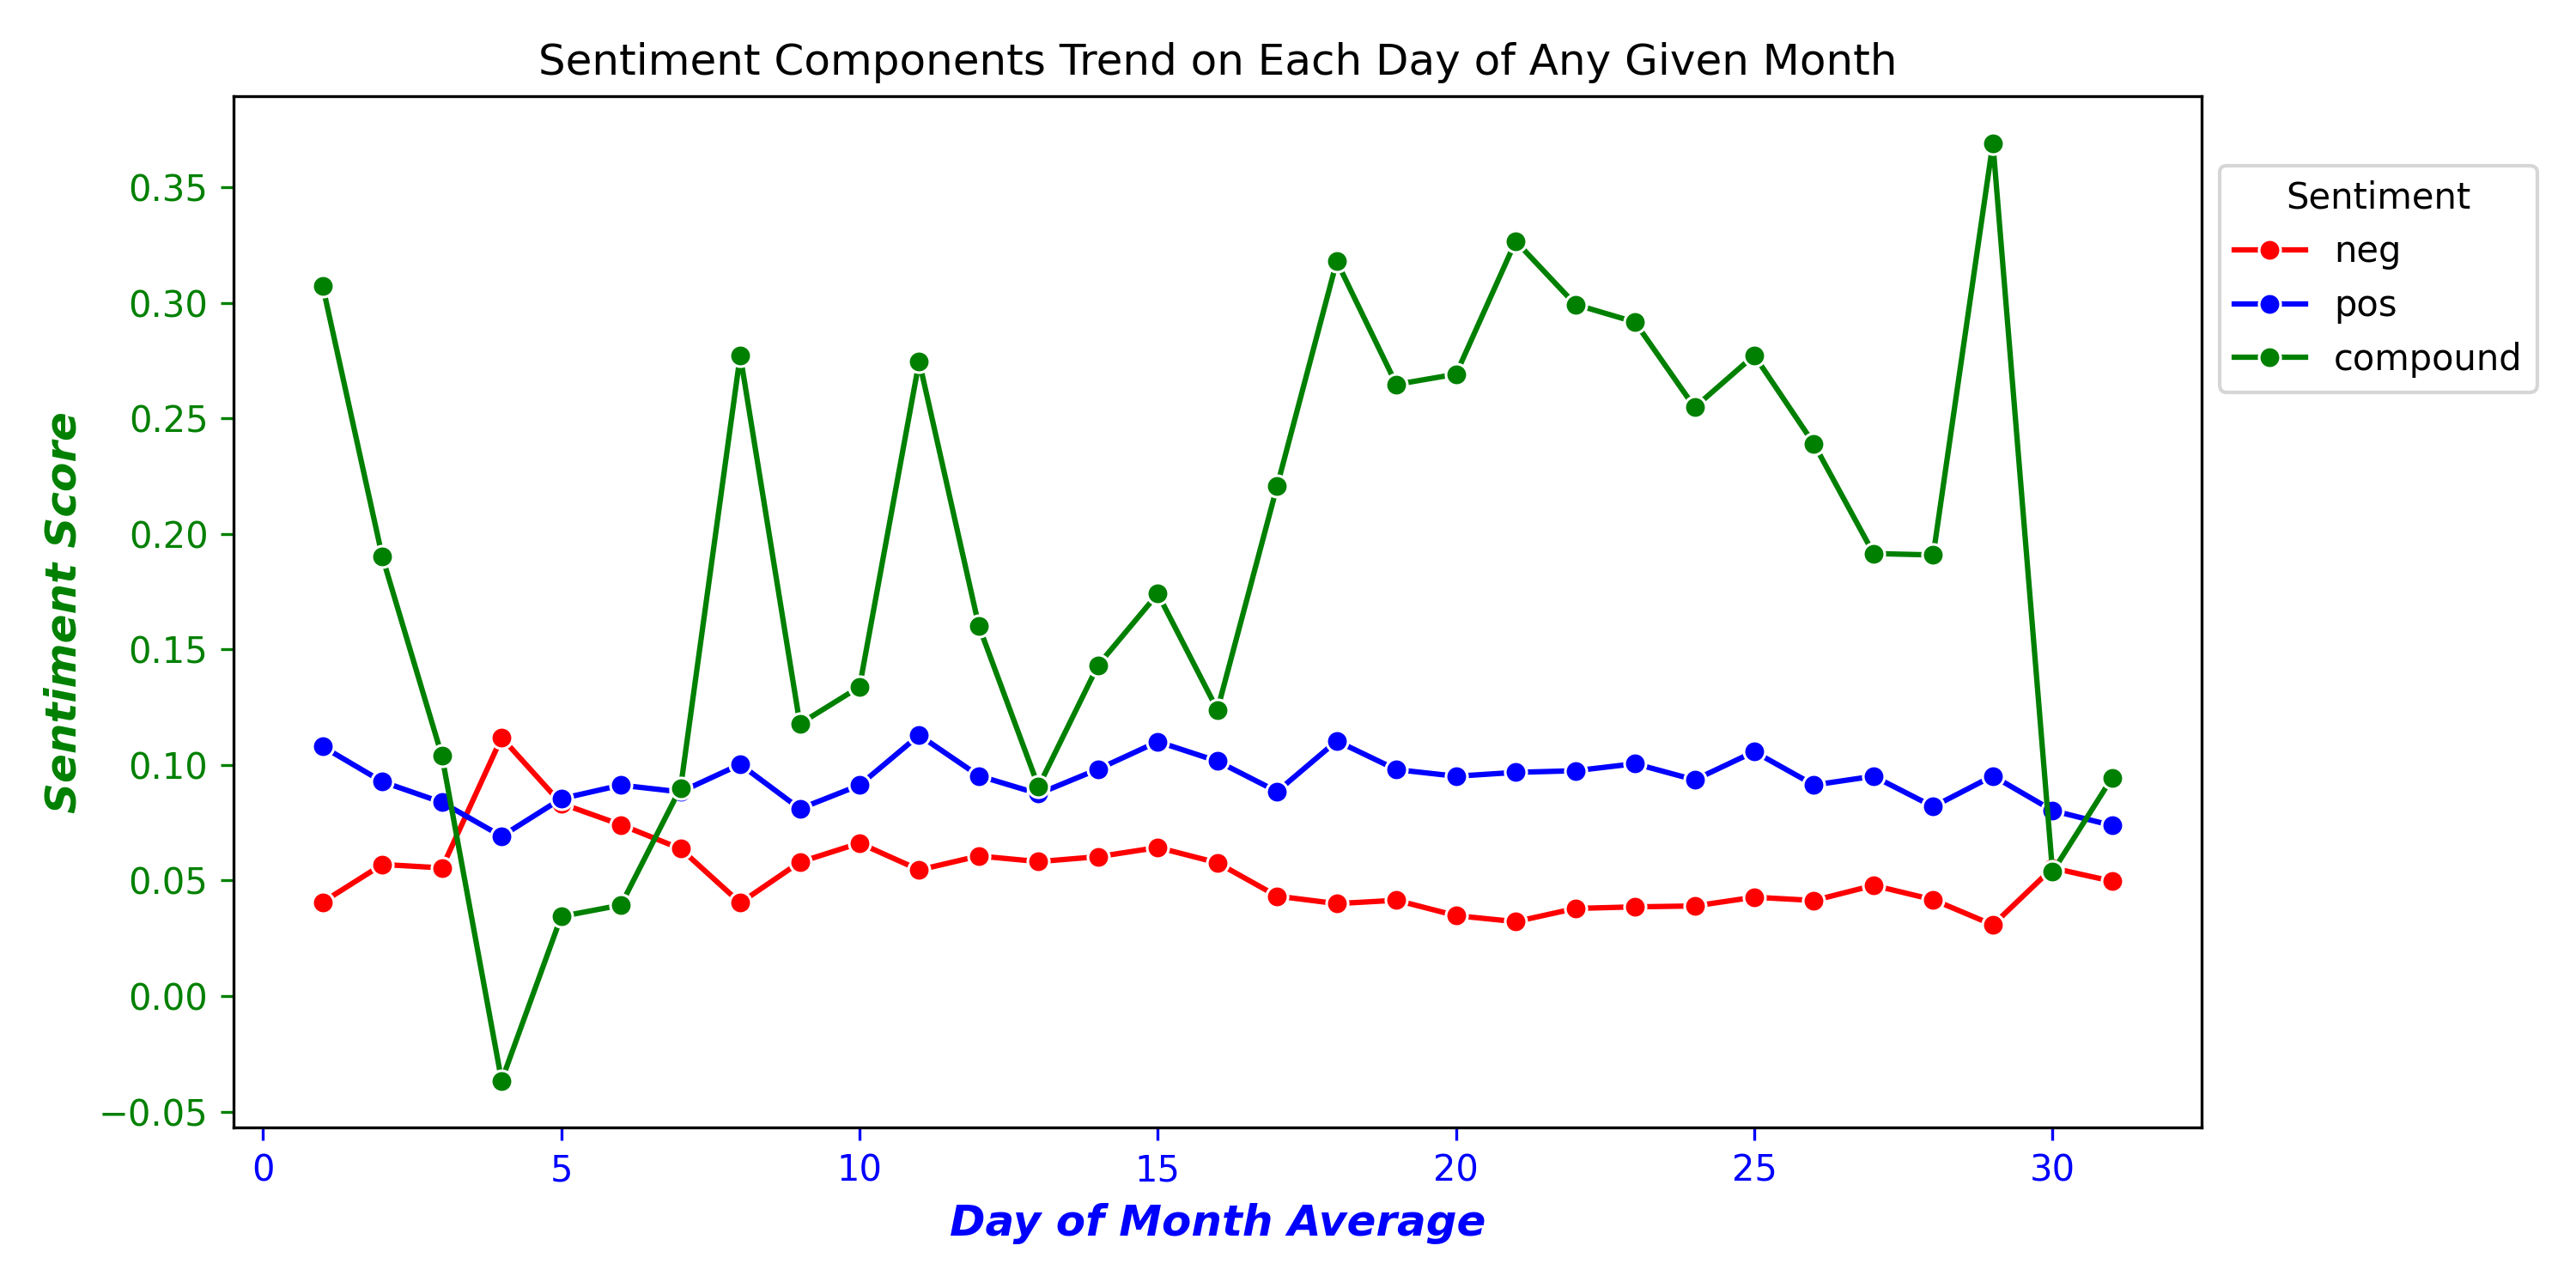 Sentiment Components Trend on Each Day of Any Given Month
Sentiment Score
0.35
0.30
0.25
0.20
0.15
0.10
0.05
0.00
−0.05
0 5 10 15 20 25 30
Day of Month Average
Sentiment
neg
pos
compound